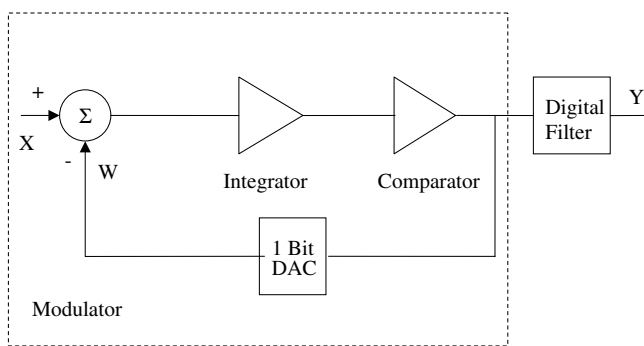 +
Σ
X
-
W
Integrator
Comparator
Digital
Filter
Y
1 Bit
DAC
Modulator